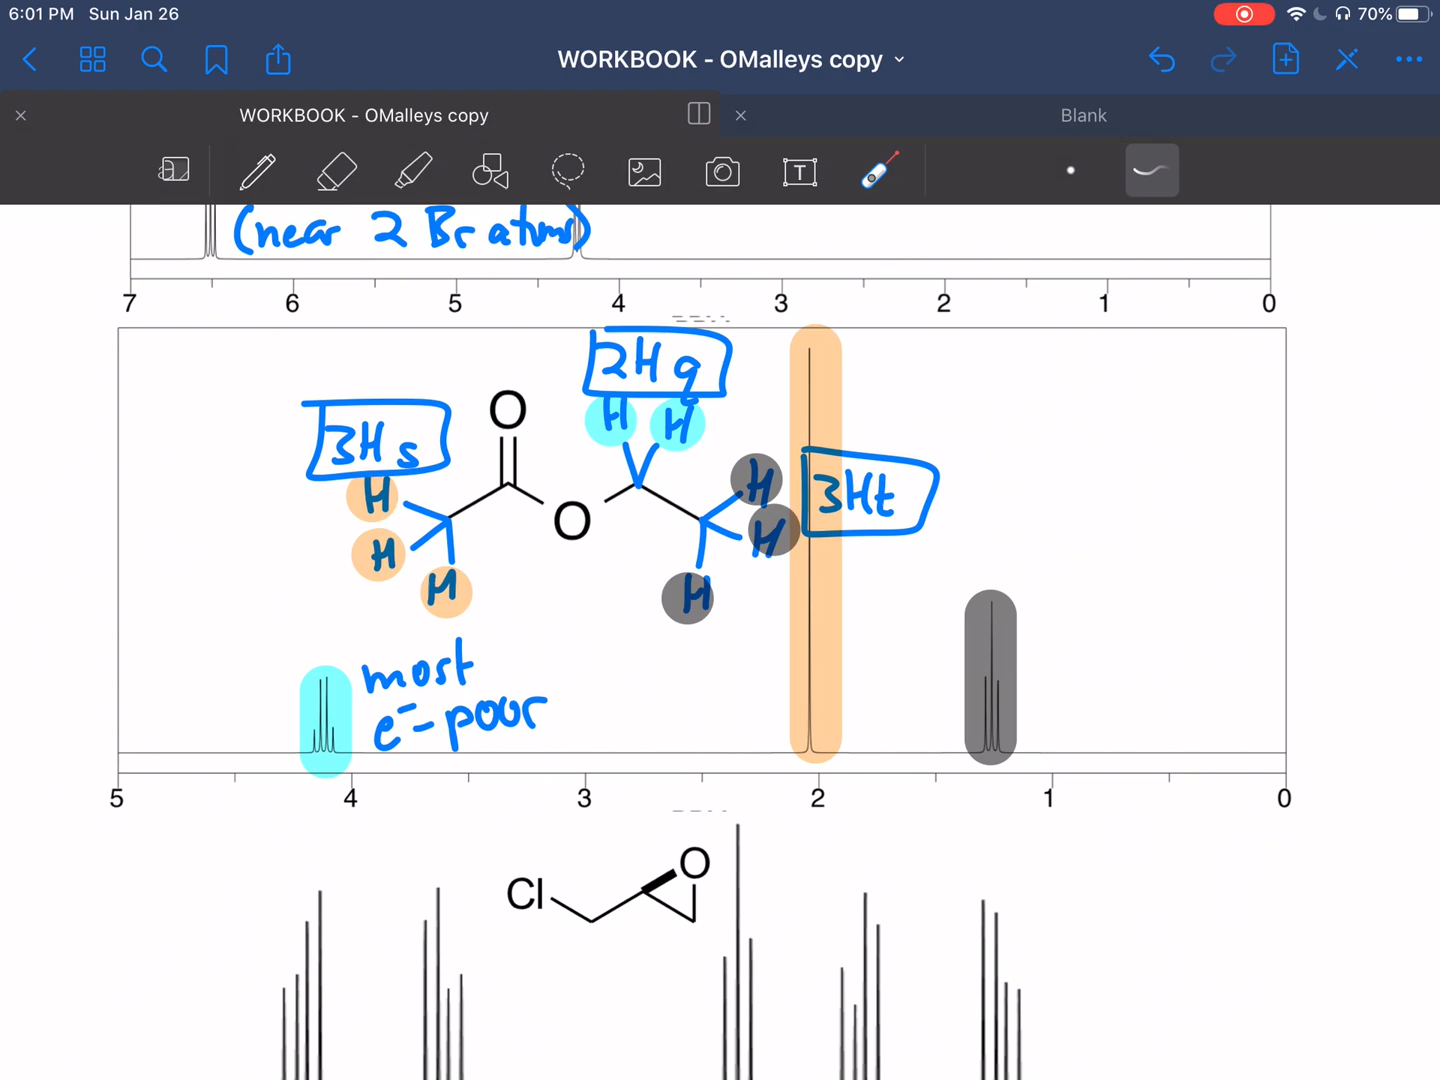 6:01 PM Sun Jan 26
70%
WORKBOOK - OMalleys copy
WORKBOOK - OMalleys copy
Blank
T
(near 2 Br atoms)
7 6 5 4 3 2 1 0
2H q
3H s
O
H H
H
H
H
O
H
H
H
3H t
most
e⁻-poor
5 4 3 2 1 0
O
Cl